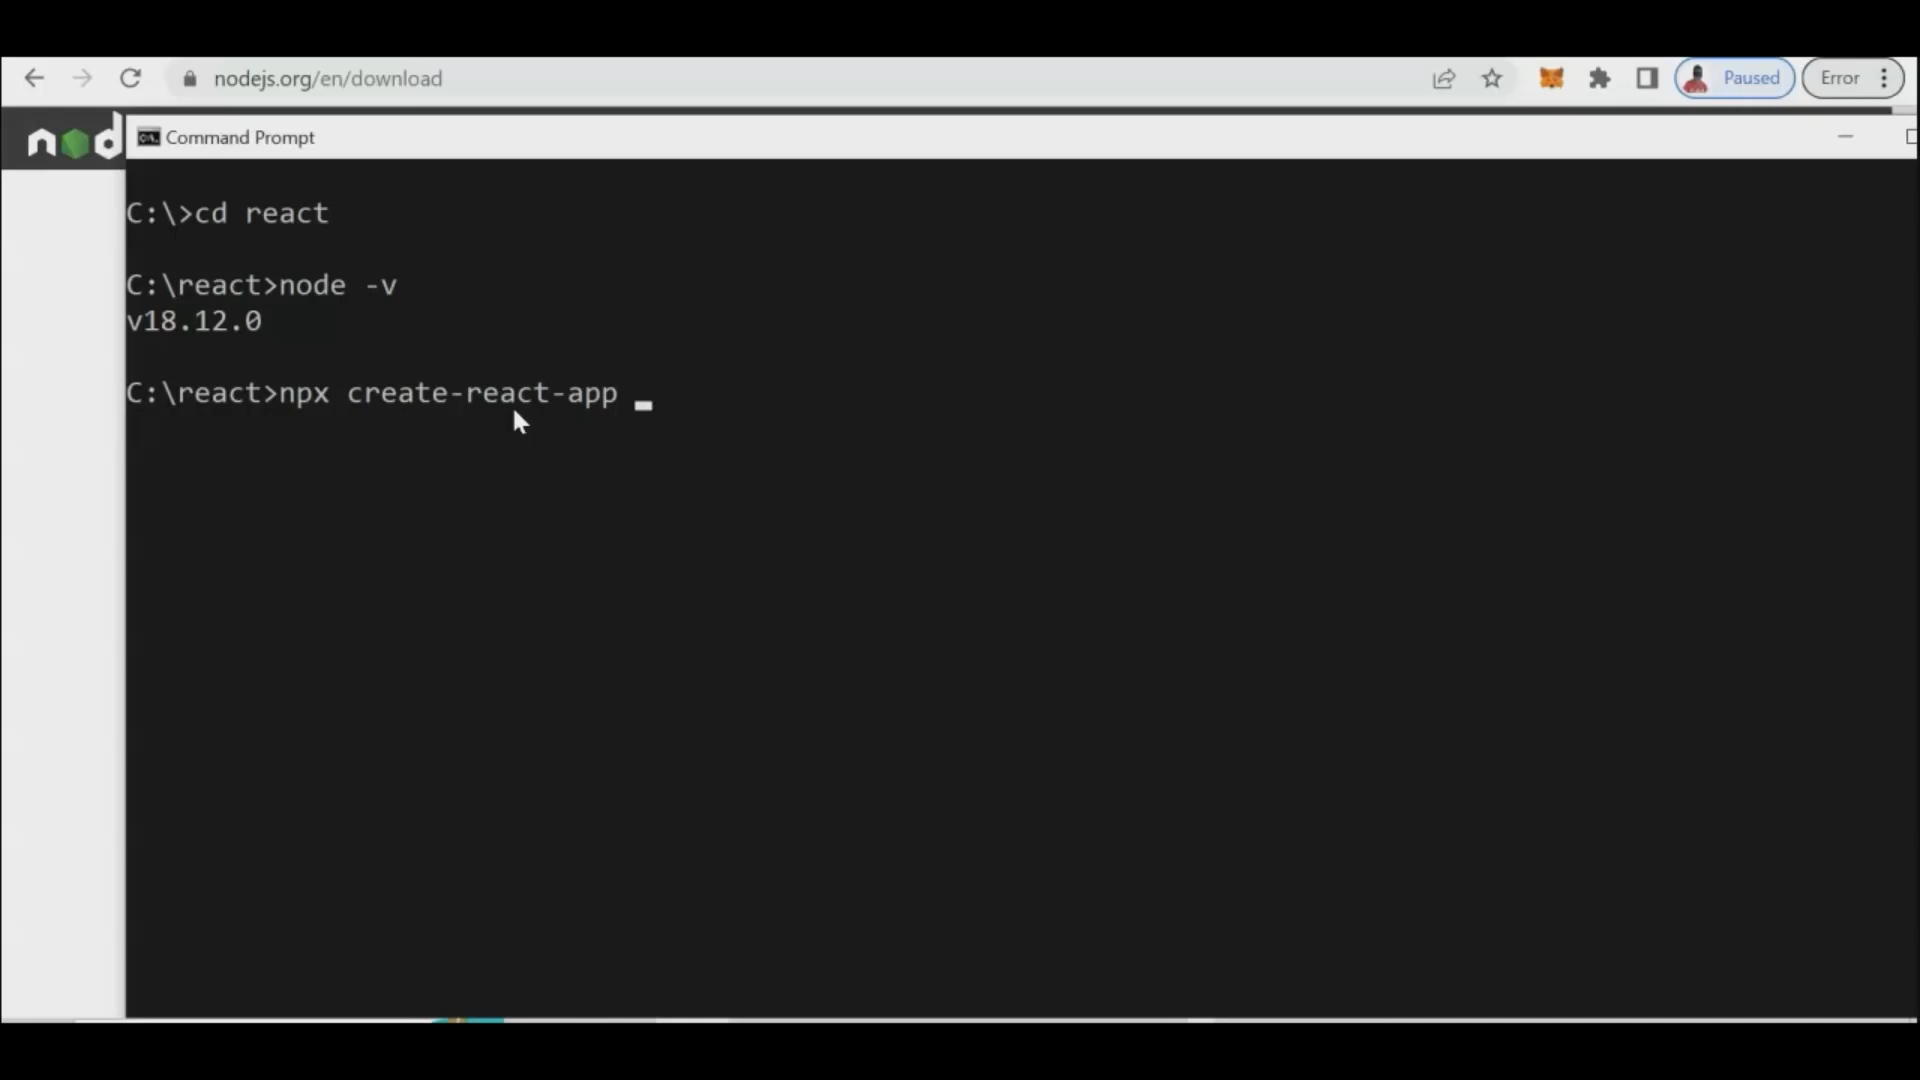 nodejs.org/en/download
Paused
Error
nod
Command Prompt
C:\>cd react
C:\react>node -v
v18.12.0
C:\react>npx create-react-app